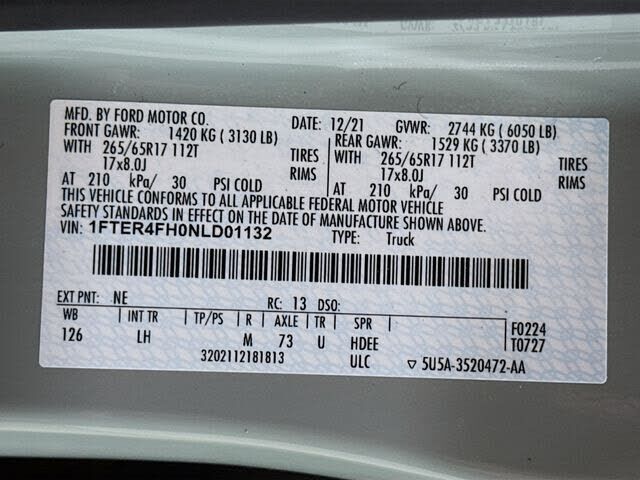 MFD. BY FORD MOTOR CO. DATE: 12/21 GVWR: 2744 KG ( 6050 LB)
FRONT GAWR: 1420 KG ( 3130 LB) REAR GAWR: 1529 KG ( 3370 LB)
WITH 265/65R17 112T TIRES WITH 265/65R17 112T TIRES
17x8.0J RIMS 17x8.0J RIMS
AT 210 kPa/ 30 PSI COLD AT 210 kPa/ 30 PSI COLD
THIS VEHICLE CONFORMS TO ALL APPLICABLE FEDERAL MOTOR VEHICLE
SAFETY STANDARDS IN EFFECT ON THE DATE OF MANUFACTURE SHOWN ABOVE.
VIN: 1FTER4FH0NLD01132 TYPE: Truck
EXT PNT: NE RC: 13 DSO:
WB INT TR TP/PS R AXLE TR SPR F0224
126 LH M 73 U HDEE T0727
3202112181813 ULC ▽ 5U5A-3520472-AA